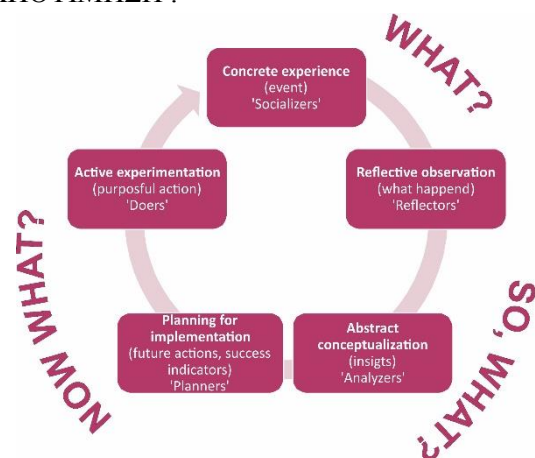 WHAT?
Concrete experience
(event)
'Socializers'
Reflective observation
(what happend)
'Reflectors'
SO, WHAT?
Abstract
conceptualization
(insigts)
'Analyzers'
Planning for
implementation
(future actions, success
indicators)
'Planners'
NOW WHAT?
Active experimentation
(purposful action)
'Doers'